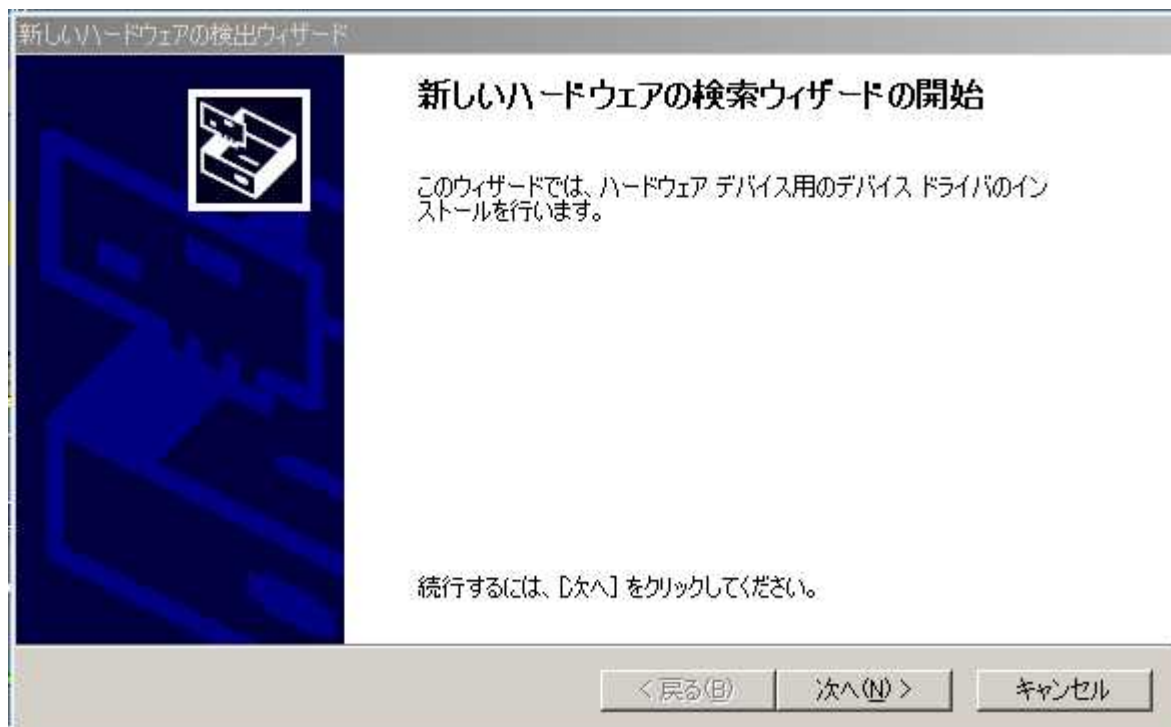 新しいハードウェアの検出ウィザード
新しいハードウェアの検索ウィザードの開始
このウィザードでは、ハードウェア デバイス用のデバイス ドライバのイン
ストールを行います。
続行するには、[次へ] をクリックしてください。
< 戻る(B)
次へ(N) >
キャンセル